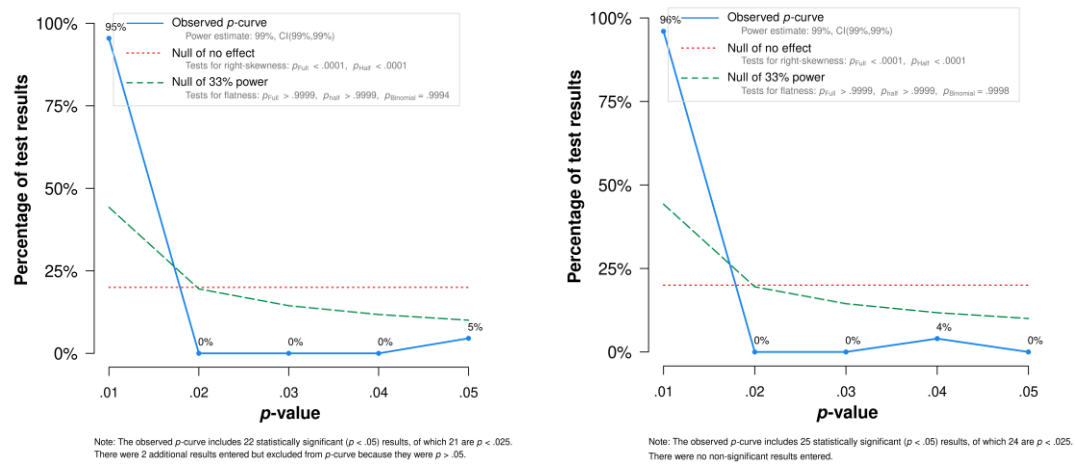 Observed p-curve
Power estimate: 99%, CI(99%,99%)
Null of no effect
Tests for right-skewness: pFull < .0001, pHalf < .0001
Null of 33% power
Tests for flatness: pFull > .9999, phalf > .9999, pBinomial = .9994
Percentage of test results
100%
75%
50%
25%
0%
95%
0%
0%
0%
5%
.01
.02
.03
.04
.05
p-value
Note: The observed p-curve includes 22 statistically significant (p < .05) results, of which 21 are p < .025.
There were 2 additional results entered but excluded from p-curve because they were p > .05.
Observed p-curve
Power estimate: 99%, CI(99%,99%)
Null of no effect
Tests for right-skewness: pFull < .0001, pHalf < .0001
Null of 33% power
Tests for flatness: pFull > .9999, phalf > .9999, pBinomial = .9998
Percentage of test results
100%
75%
50%
25%
0%
96%
0%
0%
4%
0%
.01
.02
.03
.04
.05
p-value
Note: The observed p-curve includes 25 statistically significant (p < .05) results, of which 24 are p < .025.
There were no non-significant results entered.